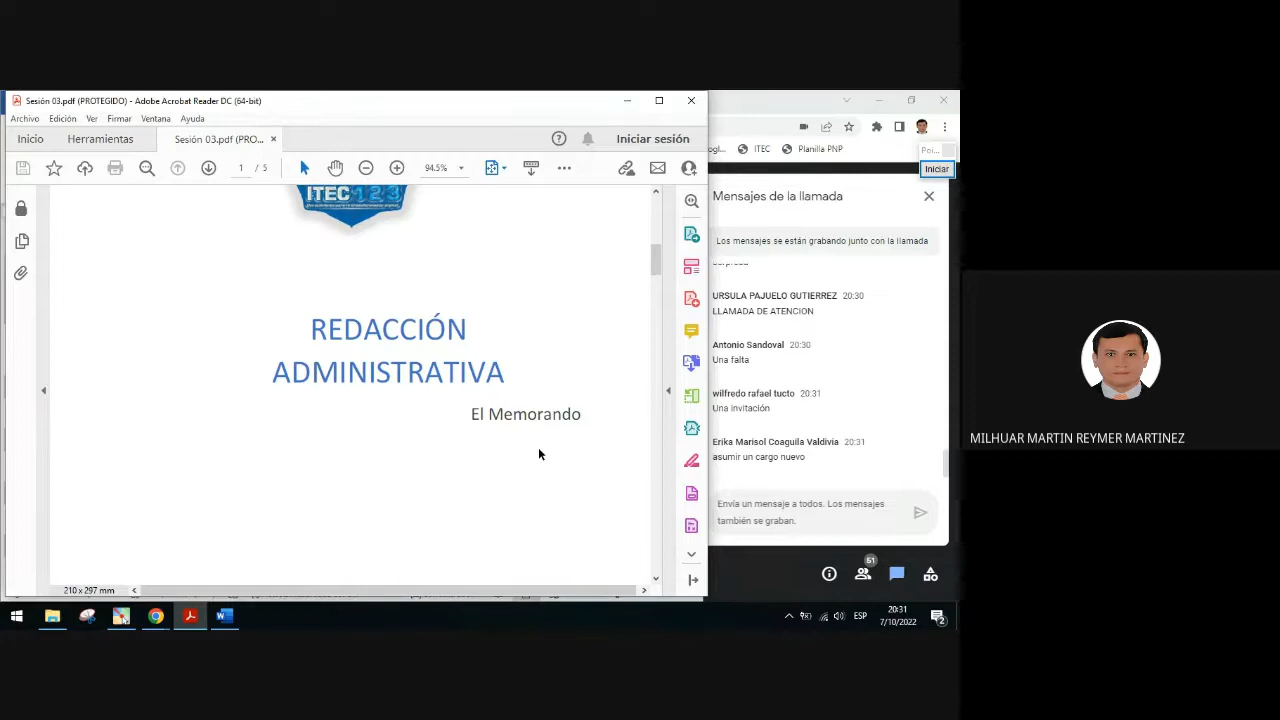 Sesión 03.pdf (PROTEGIDO) - Adobe Acrobat Reader DC (64-bit)
Archivo Edición Ver Firmar Ventana Ayuda
Inicio Herramientas Sesión 03.pdf (PRO... × Iniciar sesión
1 / 5 94.5%
ITEC 123
REDACCIÓN
ADMINISTRATIVA
El Memorando
210 x 297 mm
ITEC Planilla PNP
Iniciar
Mensajes de la llamada
Los mensajes se están grabando junto con la llamada
URSULA PAJUELO GUTIERREZ 20:30
LLAMADA DE ATENCION
Antonio Sandoval 20:30
Una falta
wilfredo rafael tucto 20:31
Una invitación
Erika Marisol Coaguila Valdivia 20:31
asumir un cargo nuevo
Envía un mensaje a todos. Los mensajes
también se graban.
51
MILHUAR MARTIN REYMER MARTINEZ
ESP
20:31
7/10/2022
2